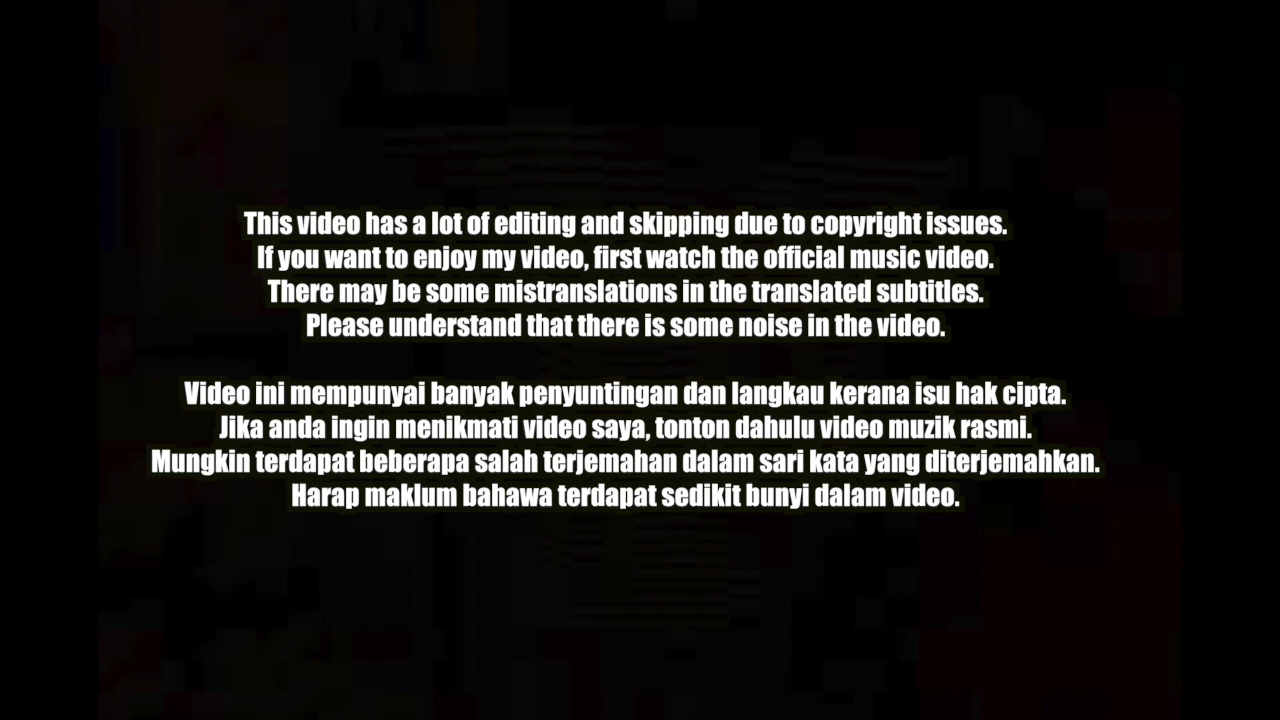 This video has a lot of editing and skipping due to copyright issues.
If you want to enjoy my video, first watch the official music video.
There may be some mistranslations in the translated subtitles.
Please understand that there is some noise in the video.
Video ini mempunyai banyak penyuntingan dan langkau kerana isu hak cipta.
Jika anda ingin menikmati video saya, tonton dahulu video muzik rasmi.
Mungkin terdapat beberapa salah terjemahan dalam sari kata yang diterjemahkan.
Harap maklum bahawa terdapat sedikit bunyi dalam video.